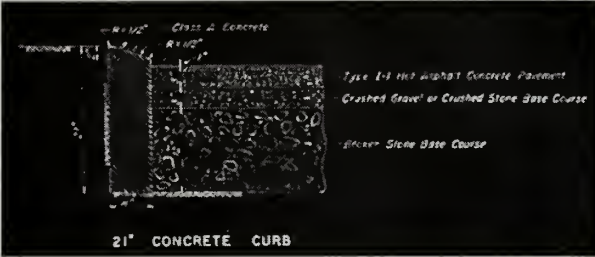 R=1/2" Class A Concrete
R=1/2"
Type I-1 Hot Asphalt Concrete Pavement
Crushed Gravel or Crushed Stone Base Course
Broken Stone Base Course
21" CONCRETE CURB